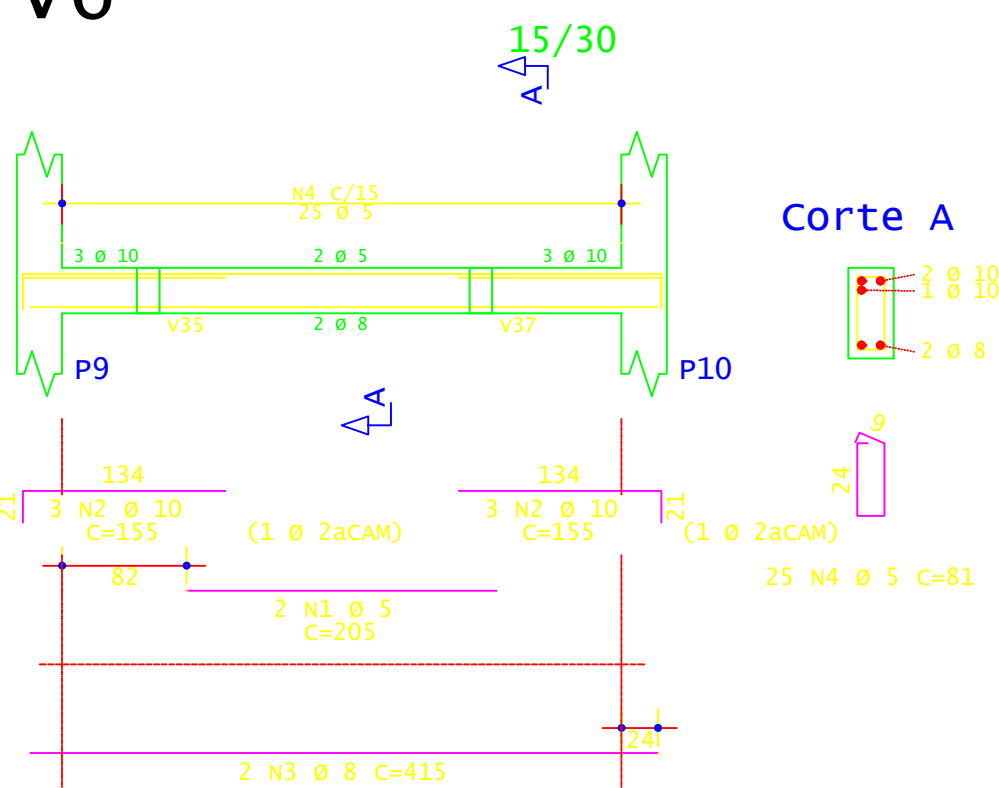 V6
15/30
A
N4 C/15
25 Ø 5
Corte A
3 Ø 10
2 Ø 5
3 Ø 10
2 Ø 10
1 Ø 10
V35
2 Ø 8
V37
2 Ø 8
P9
P10
A
9
134
134
24
21
3 N2 Ø 10
3 N2 Ø 10
21
C=155
(1 Ø 2aCAM)
C=155
(1 Ø 2aCAM)
82
25 N4 Ø 5 C=81
2 N1 Ø 5
C=205
24
2 N3 Ø 8 C=415